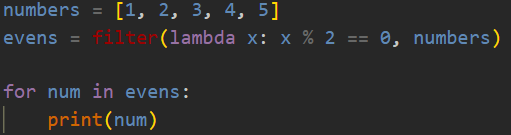 numbers = [1, 2, 3, 4, 5]
evens = filter(lambda x: x % 2 == 0, numbers)
for num in evens:
    print(num)